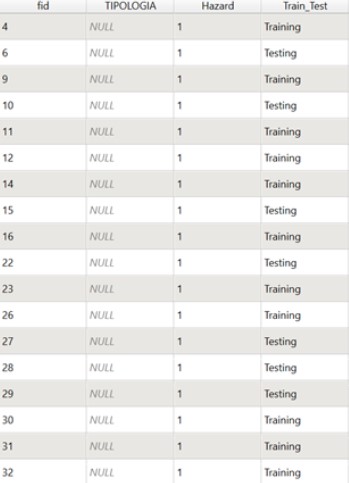 fid TIPOLOGIA Hazard Train_Test
4 NULL 1 Training
6 NULL 1 Testing
9 NULL 1 Training
10 NULL 1 Testing
11 NULL 1 Training
12 NULL 1 Training
14 NULL 1 Training
15 NULL 1 Testing
16 NULL 1 Training
22 NULL 1 Testing
23 NULL 1 Training
26 NULL 1 Training
27 NULL 1 Testing
28 NULL 1 Testing
29 NULL 1 Testing
30 NULL 1 Training
31 NULL 1 Training
32 NULL 1 Training